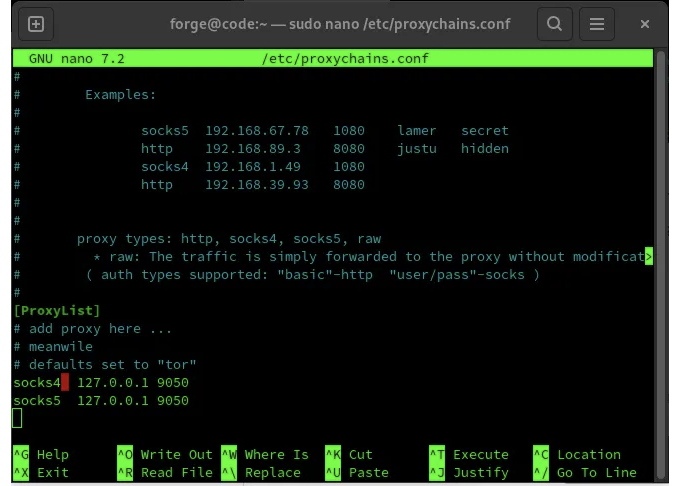 forge@code:~ — sudo nano /etc/proxychains.conf
GNU nano 7.2 /etc/proxychains.conf
#
# Examples:
#
# socks5 192.168.67.78 1080 lamer secret
# http 192.168.89.3 8080 justu hidden
# socks4 192.168.1.49 1080
# http 192.168.39.93 8080
#
#
# proxy types: http, socks4, socks5, raw
# * raw: The traffic is simply forwarded to the proxy without modificat>
# ( auth types supported: "basic"-http "user/pass"-socks )
#
[ProxyList]
# add proxy here ...
# meanwile
# defaults set to "tor"
socks4 127.0.0.1 9050
socks5 127.0.0.1 9050
^G Help ^O Write Out ^W Where Is ^K Cut ^T Execute ^C Location
^X Exit ^R Read File ^\ Replace ^U Paste ^J Justify ^/ Go To Line